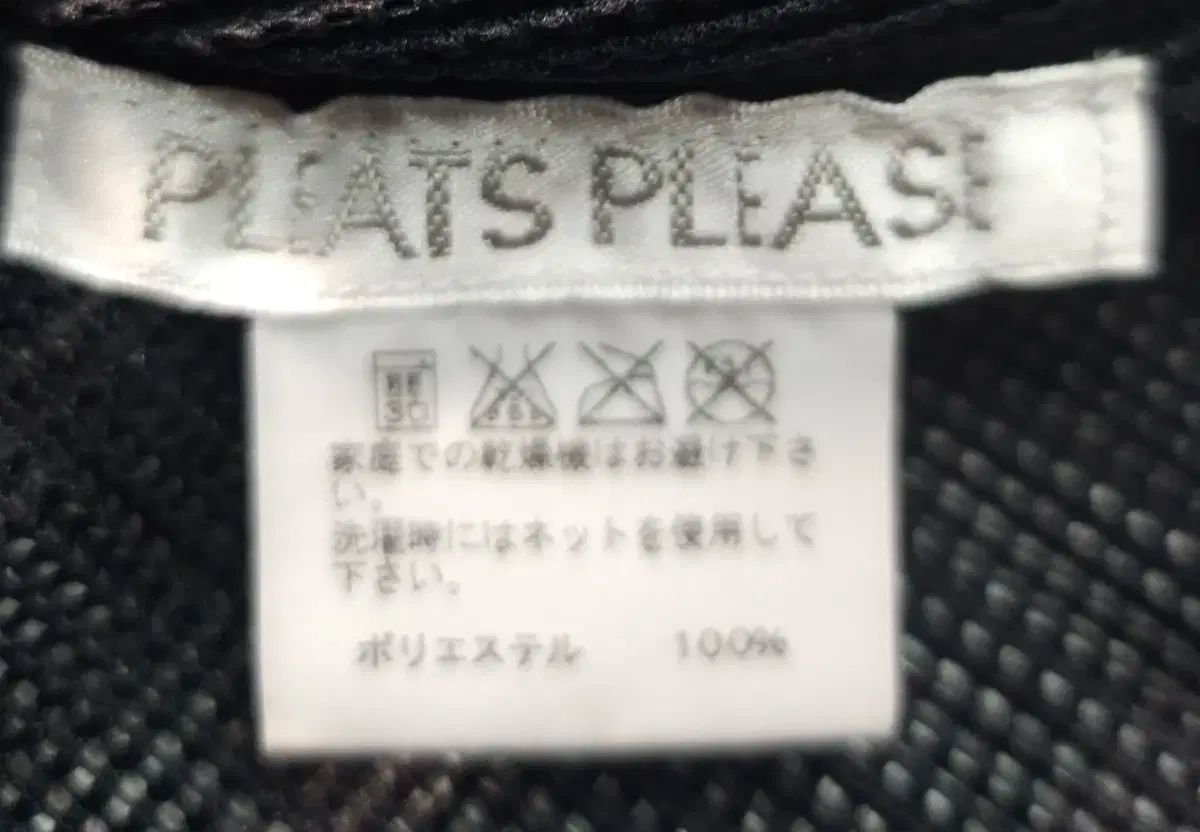 PLEATS PLEASE
家庭での乾燥機はお避け下さ
い。
洗濯時にはネットを使用して
下さい。
ポリエステル 100%